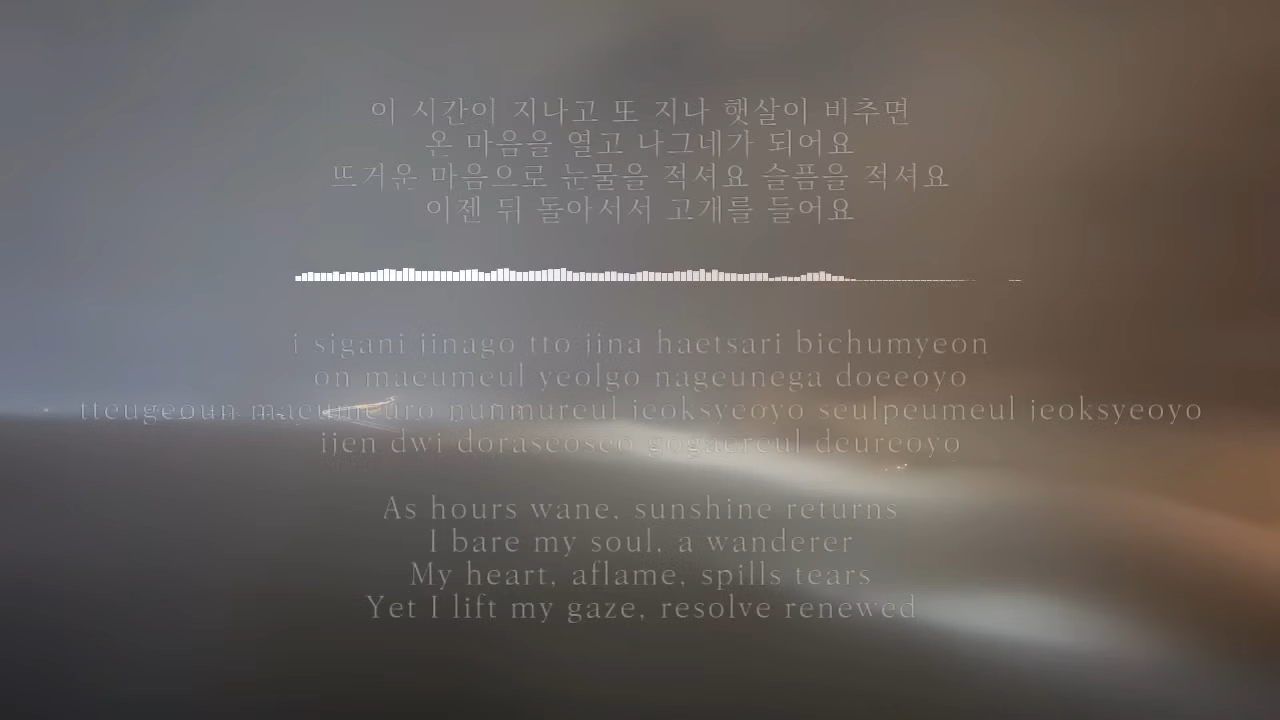 이 시간이 지나고 또 지나 햇살이 비추면
온 마음을 열고 나그네가 되어요
뜨거운 마음으로 눈물을 적셔요 슬픔을 적셔요
이젠 뒤 돌아서서 고개를 들어요
i sigani jinago tto jina haetsari bichumyeon
on maeumeul yeolgo nageunega doeeoyo
tteugeoun maeumeuro nunmureul jeoksyeoyo seulpeumeul jeoksyeoyo
ijen dwi doraseoseo gogaereul deureoyo
As hours wane, sunshine returns
I bare my soul, a wanderer
My heart, aflame, spills tears
Yet I lift my gaze, resolve renewed